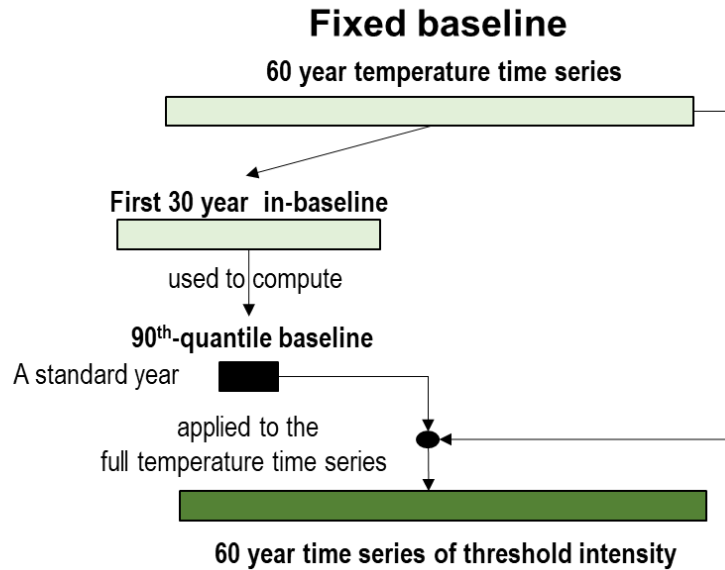 Fixed baseline
60 year temperature time series
First 30 year in-baseline
used to compute
90th-quantile baseline
A standard year
applied to the
full temperature time series
60 year time series of threshold intensity